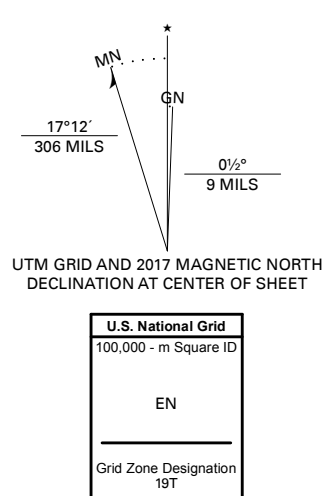 ★
MN
GN
17°12´
306 MILS
0½°
9 MILS
UTM GRID AND 2017 MAGNETIC NORTH
DECLINATION AT CENTER OF SHEET
U.S. National Grid
100,000 - m Square ID
EN
Grid Zone Designation
19T